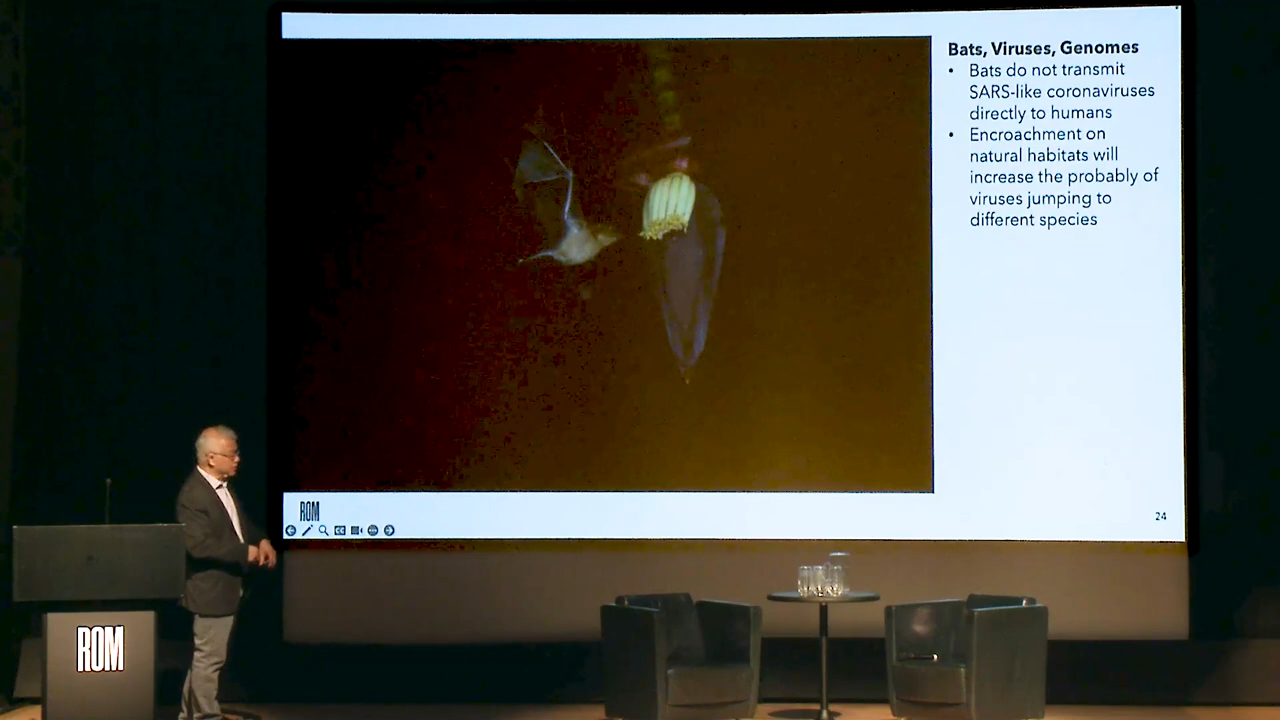 Bats, Viruses, Genomes
• Bats do not transmit
SARS-like coronaviruses
directly to humans
• Encroachment on
natural habitats will
increase the probably of
viruses jumping to
different species
ROM
24
ROM